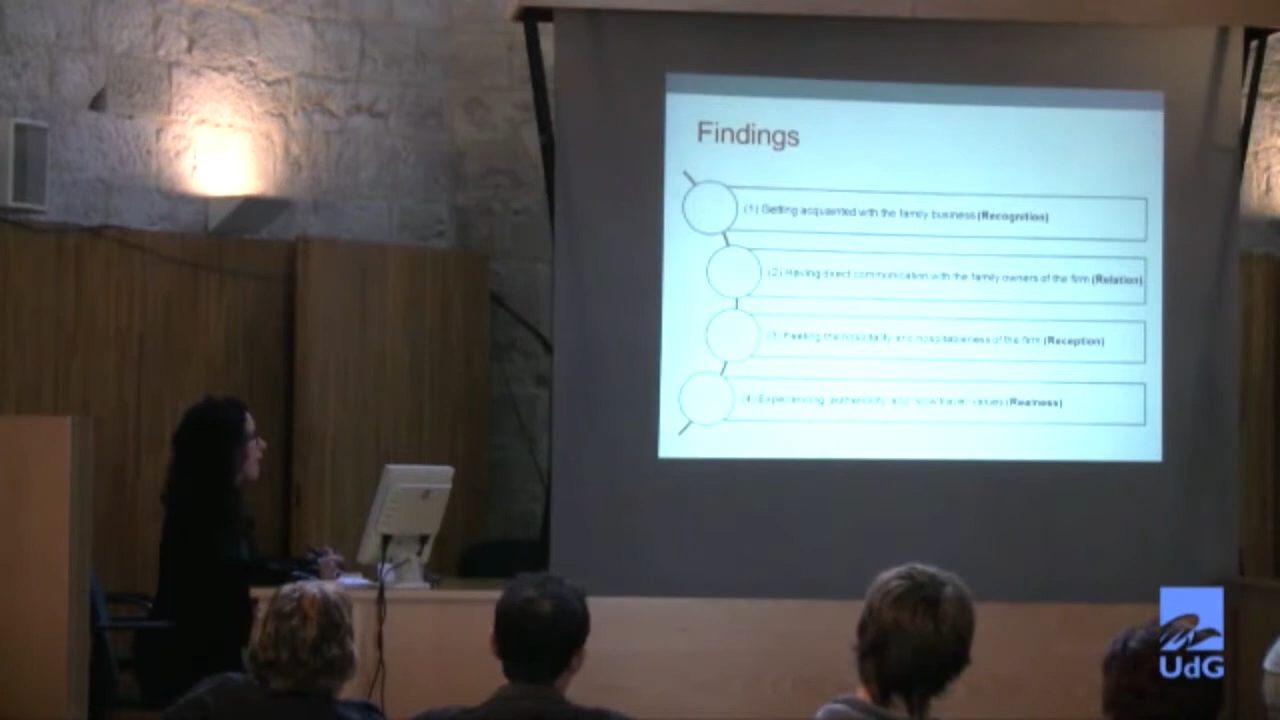 Findings
(1) Getting acquainted with the family business (Recognition)
(2) Having direct communication with the family owners of the firm (Relation)
(3) Feeling the hospitality and hospitableness of the firm (Reception)
(4) Experiencing authenticity and slow travel values (Realness)
UdG